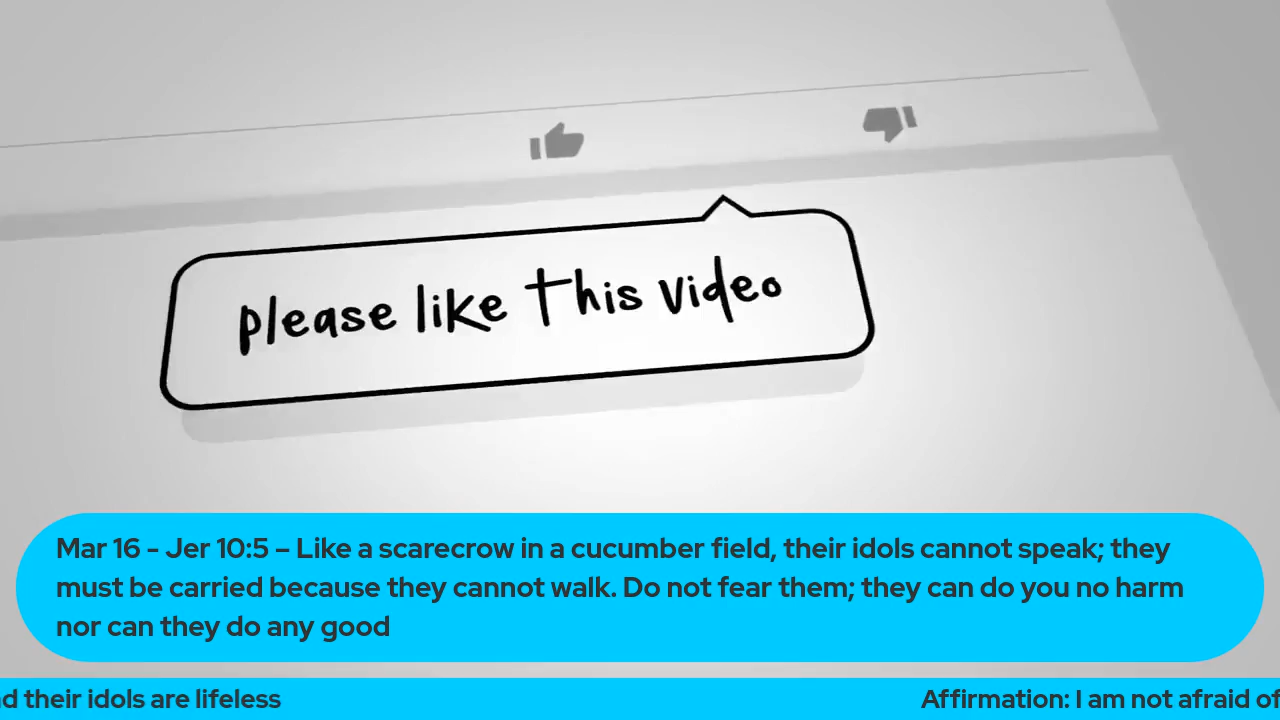 please like this video
Mar 16 - Jer 10:5 – Like a scarecrow in a cucumber field, their idols cannot speak; they
must be carried because they cannot walk. Do not fear them; they can do you no harm
nor can they do any good
their idols are lifeless
Affirmation: I am not afraid of